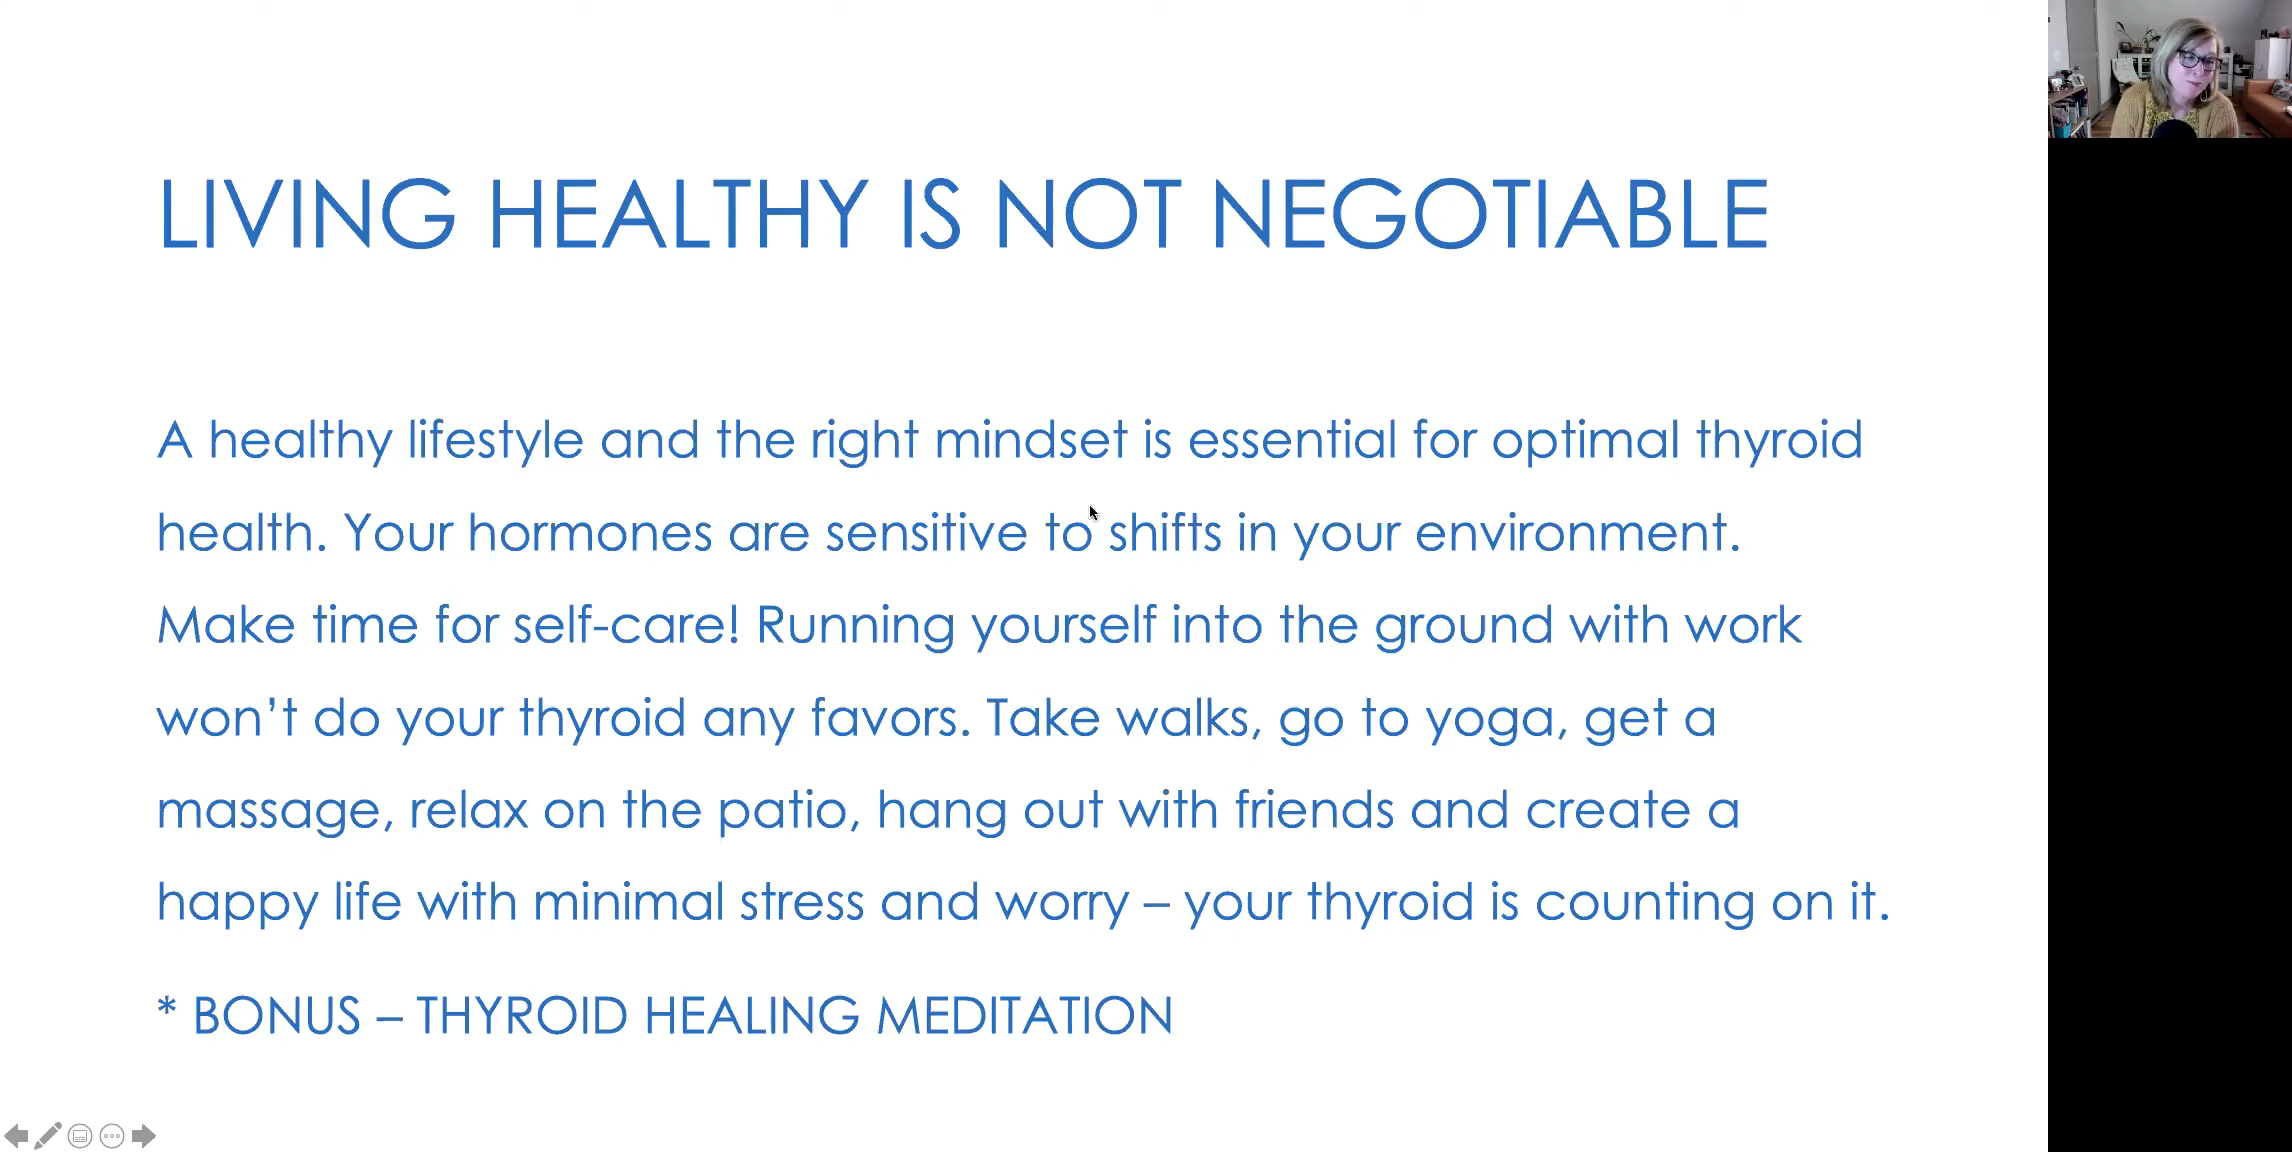 LIVING HEALTHY IS NOT NEGOTIABLE
A healthy lifestyle and the right mindset is essential for optimal thyroid
health. Your hormones are sensitive to shifts in your environment.
Make time for self-care! Running yourself into the ground with work
won’t do your thyroid any favors. Take walks, go to yoga, get a
massage, relax on the patio, hang out with friends and create a
happy life with minimal stress and worry – your thyroid is counting on it.
* BONUS – THYROID HEALING MEDITATION